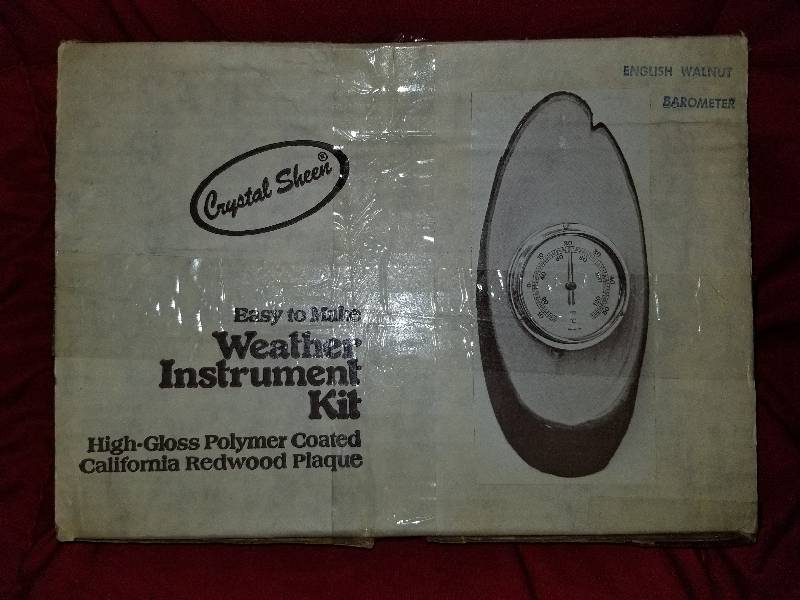 ENGLISH WALNUT
BAROMETER
Crystal Sheen®
Easy to Make
Weather
Instrument
Kit
High-Gloss Polymer Coated
California Redwood Plaque